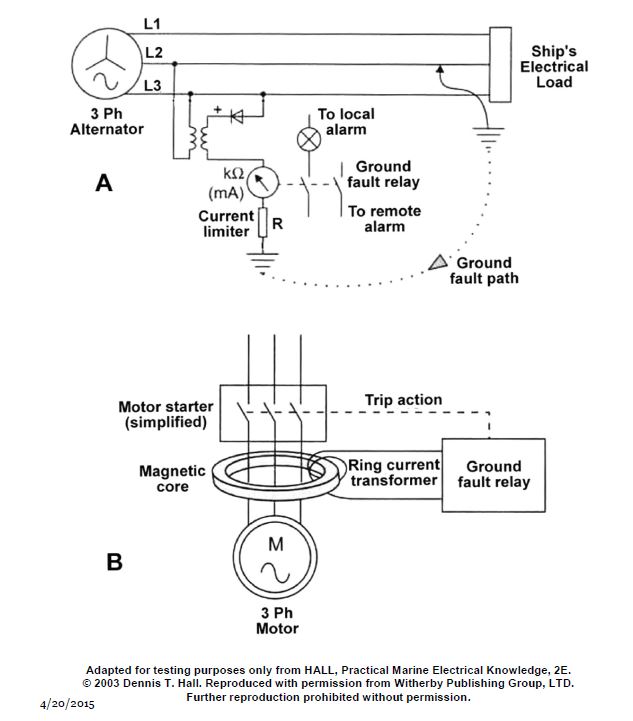 L1
L2
L3
Ship's
Electrical
Load
3 Ph
Alternator
A
+
To local
alarm
kΩ
(mA)
Ground
fault relay
Current
limiter
R
To remote
alarm
Ground
fault path
Motor starter
(simplified)
Trip action
Magnetic
core
Ring current
transformer
Ground
fault relay
M
B
3 Ph
Motor
Adapted for testing purposes only from HALL, Practical Marine Electrical Knowledge, 2E.
© 2003 Dennis T. Hall. Reproduced with permission from Witherby Publishing Group, LTD.
Further reproduction prohibited without permission.
4/20/2015